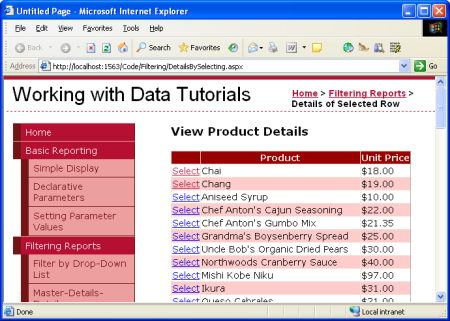 Untitled Page - Microsoft Internet Explorer
File Edit View Favorites Tools Help
Back Search Favorites
Address http://localhost:1563/Code/Filtering/DetailsBySelecting.aspx Go
Working with Data Tutorials
Home > Filtering Reports >
Details of Selected Row
Home
Basic Reporting
Simple Display
Declarative
Parameters
Setting Parameter
Values
Filtering Reports
Filter by Drop-Down
List
Master-Details-
View Product Details
Product Unit Price
Select Chai $18.00
Select Chang $19.00
Select Aniseed Syrup $10.00
Select Chef Anton's Cajun Seasoning $22.00
Select Chef Anton's Gumbo Mix $21.35
Select Grandma's Boysenberry Spread $25.00
Select Uncle Bob's Organic Dried Pears $30.00
Select Northwoods Cranberry Sauce $40.00
Select Mishi Kobe Niku $97.00
Select Ikura $31.00
Select Queso Cabrales $21.00
Done Local intranet